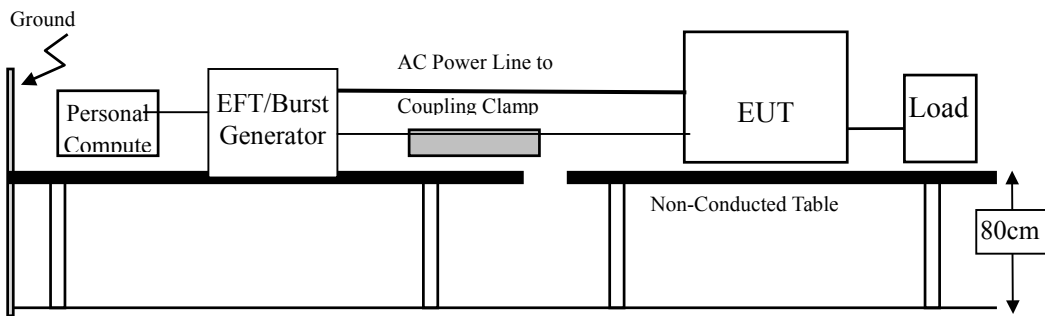 Ground
AC Power Line to
Coupling Clamp
Personal
Compute
EFT/Burst
Generator
EUT
Load
Non-Conducted Table
80cm